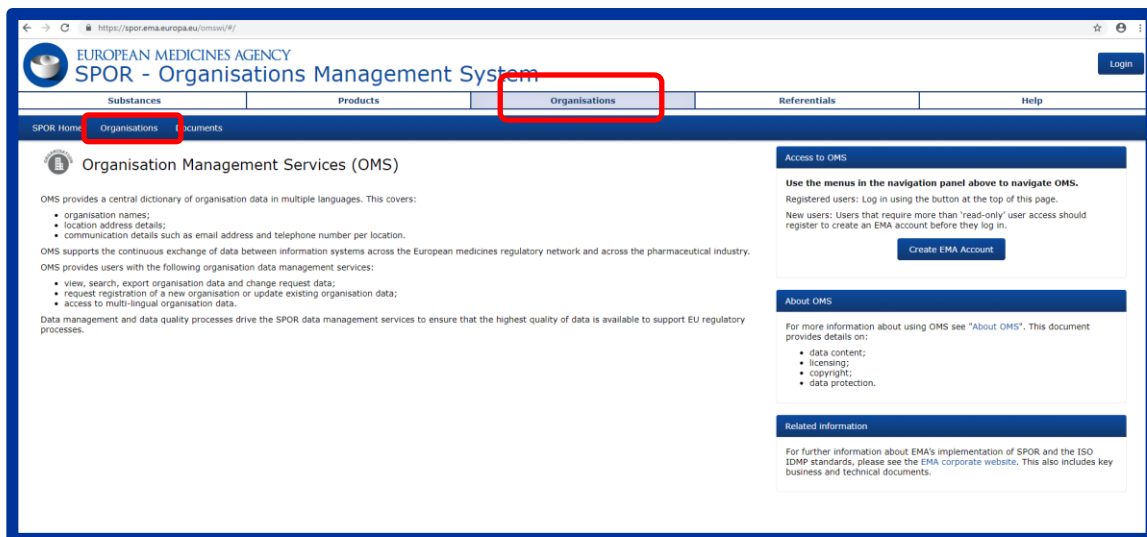 https://spor.ema.europa.eu/omswi/#/
EUROPEAN MEDICINES AGENCY
SPOR - Organisations Management System
Login
Substances
Products
Organisations
Referentials
Help
SPOR Home
Organisations
Documents
Organisation Management Services (OMS)
OMS provides a central dictionary of organisation data in multiple languages. This covers:
• organisation names;
• location address details;
• communication details such as email address and telephone number per location.
OMS supports the continuous exchange of data between information systems across the European medicines regulatory network and across the pharmaceutical industry.
OMS provides users with the following organisation data management services:
• view, search, export organisation data and change request data;
• request registration of a new organisation or update existing organisation data;
• access to multi-lingual organisation data.
Data management and data quality processes drive the SPOR data management services to ensure that the highest quality of data is available to support EU regulatory
processes.
Access to OMS
Use the menus in the navigation panel above to navigate OMS.
Registered users: Log in using the button at the top of this page.
New users: Users that require more than 'read-only' user access should
register to create an EMA account before they log in.
Create EMA Account
About OMS
For more information about using OMS see "About OMS". This document
provides details on:
• data content;
• licensing;
• copyright;
• data protection.
Related information
For further information about EMA's implementation of SPOR and the ISO
IDMP standards, please see the EMA corporate website. This also includes key
business and technical documents.